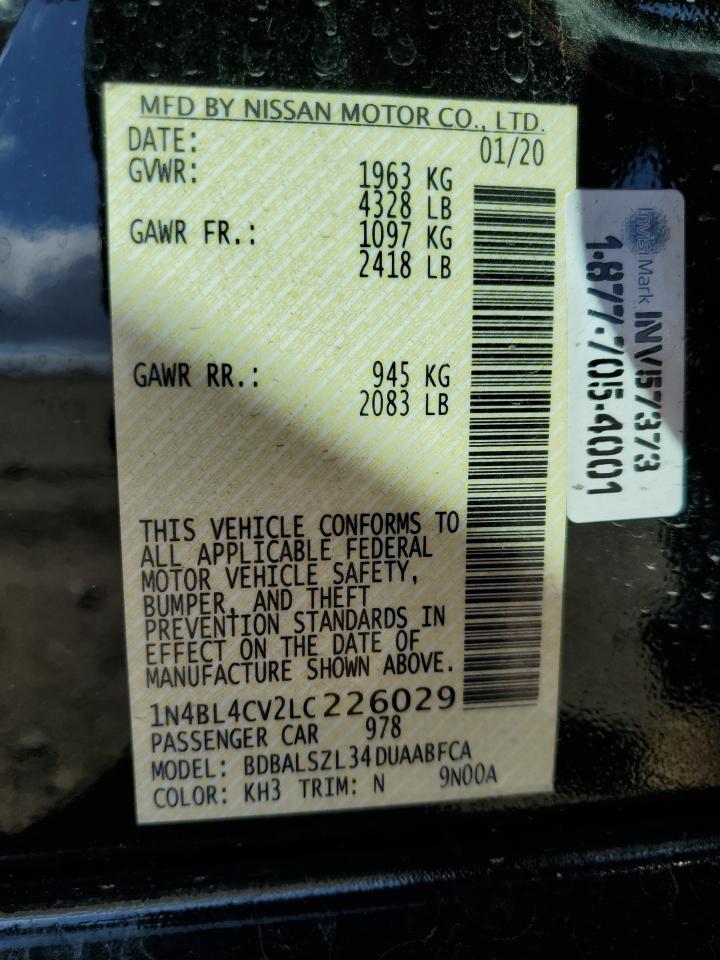 MFD BY NISSAN MOTOR CO., LTD.
DATE: 01/20
GVWR: 1963 KG
4328 LB
GAWR FR.: 1097 KG
2418 LB
GAWR RR.: 945 KG
2083 LB
THIS VEHICLE CONFORMS TO
ALL APPLICABLE FEDERAL
MOTOR VEHICLE SAFETY,
BUMPER, AND THEFT
PREVENTION STANDARDS IN
EFFECT ON THE DATE OF
MANUFACTURE SHOWN ABOVE.
1N4BL4CV2LC226029
PASSENGER CAR 978
MODEL: BDBALSZL34DUAABFCA
COLOR: KH3 TRIM: N 9N00A
InVisiMark INV57373
1-877-705-4001